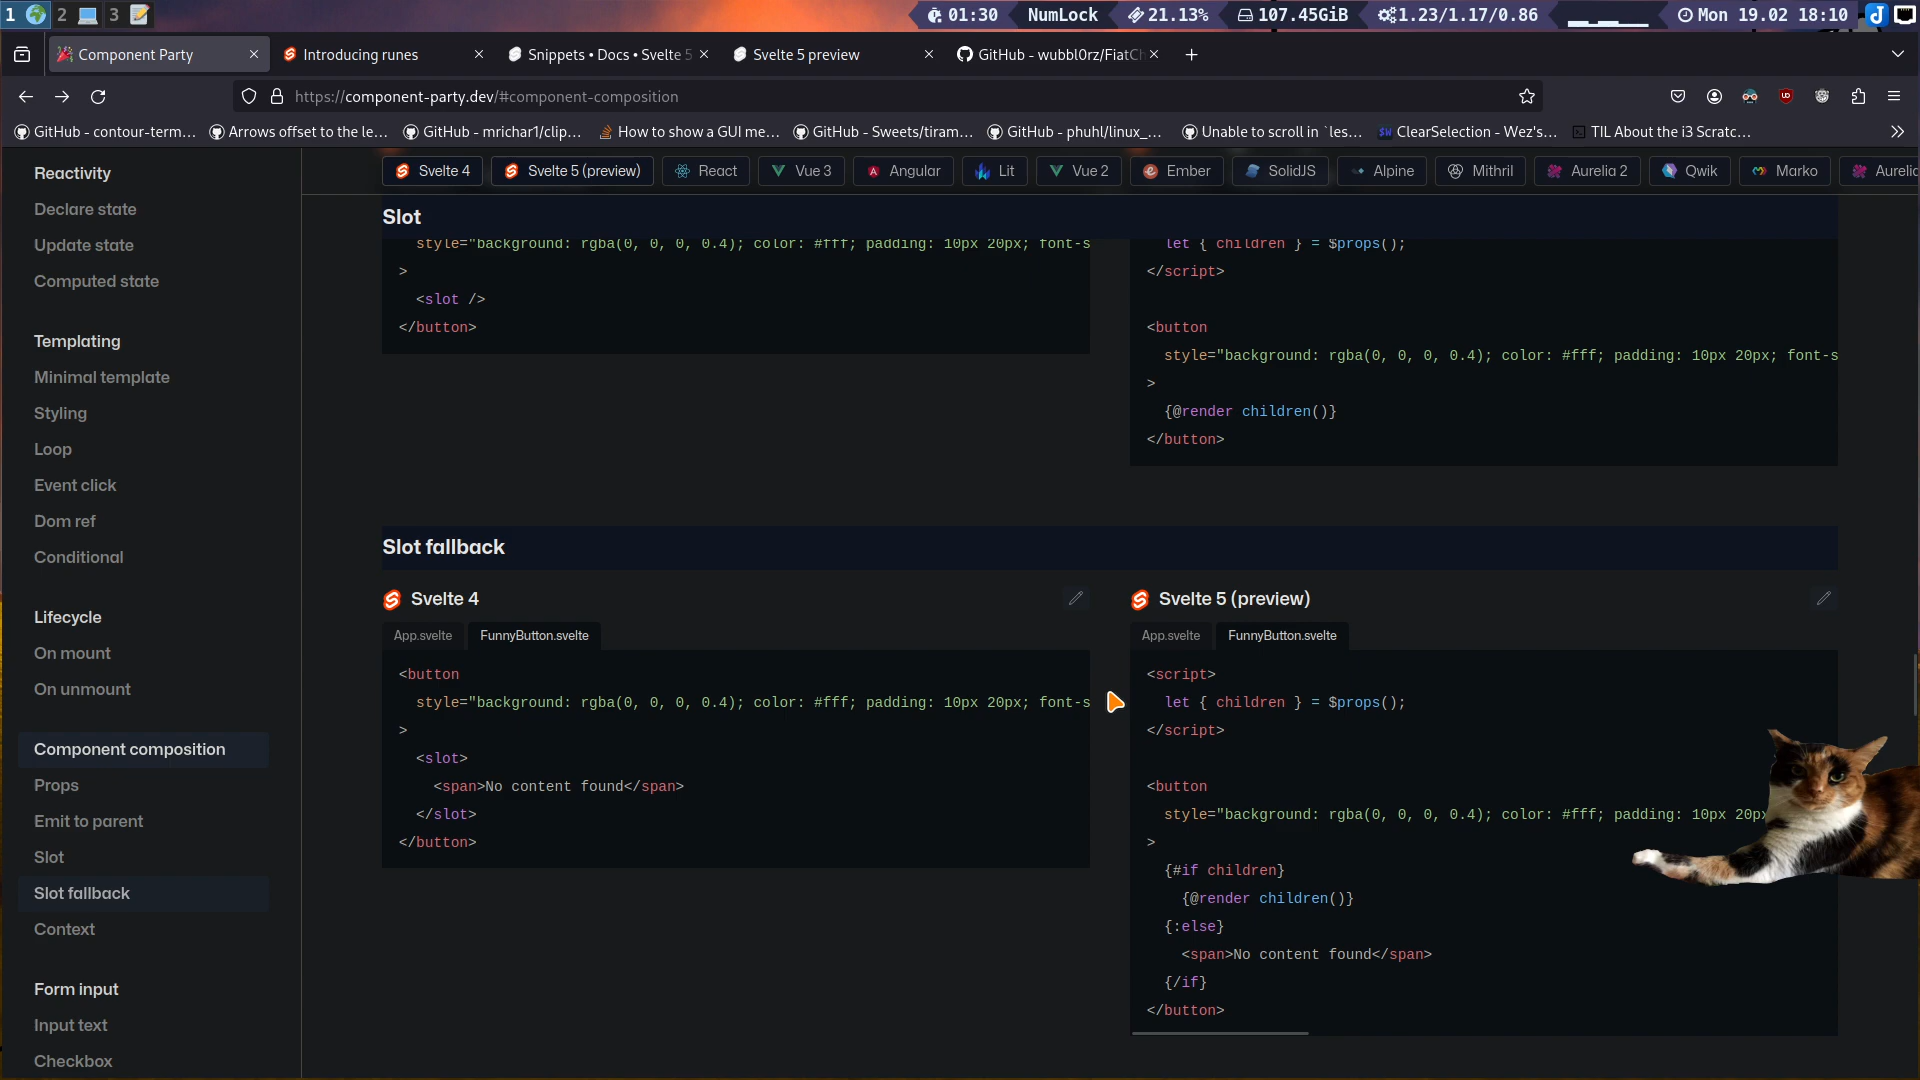 1 2 3 01:30 NumLock 21.13% 107.45GiB 1.23/1.17/0.86 Mon 19.02 18:10
Component Party Introducing runes Snippets • Docs • Svelte 5 Svelte 5 preview GitHub - wubbl0rz/FiatCh
https://component-party.dev/#component-composition
GitHub - contour-term… Arrows offset to the le… GitHub - mrichar1/clip… How to show a GUI me… GitHub - Sweets/tiram… GitHub - phuhl/linux_… Unable to scroll in `les… ClearSelection - Wez's… TIL About the i3 Scratc…
Svelte 4 Svelte 5 (preview) React Vue 3 Angular Lit Vue 2 Ember SolidJS Alpine Mithril Aurelia 2 Qwik Marko Aurelia
Reactivity
Declare state
Update state
Computed state
Templating
Minimal template
Styling
Loop
Event click
Dom ref
Conditional
Lifecycle
On mount
On unmount
Component composition
Props
Emit to parent
Slot
Slot fallback
Context
Form input
Input text
Checkbox
Slot
style="background: rgba(0, 0, 0, 0.4); color: #fff; padding: 10px 20px; font-s
>
<slot />
</button>
let { children } = $props();
</script>
<button
style="background: rgba(0, 0, 0, 0.4); color: #fff; padding: 10px 20px; font-s
>
{@render children()}
</button>
Slot fallback
Svelte 4
App.svelte FunnyButton.svelte
<button
style="background: rgba(0, 0, 0, 0.4); color: #fff; padding: 10px 20px; font-s
>
<slot>
<span>No content found</span>
</slot>
</button>
Svelte 5 (preview)
App.svelte FunnyButton.svelte
<script>
let { children } = $props();
</script>
<button
style="background: rgba(0, 0, 0, 0.4); color: #fff; padding: 10px 20px
>
{#if children}
{@render children()}
{:else}
<span>No content found</span>
{/if}
</button>